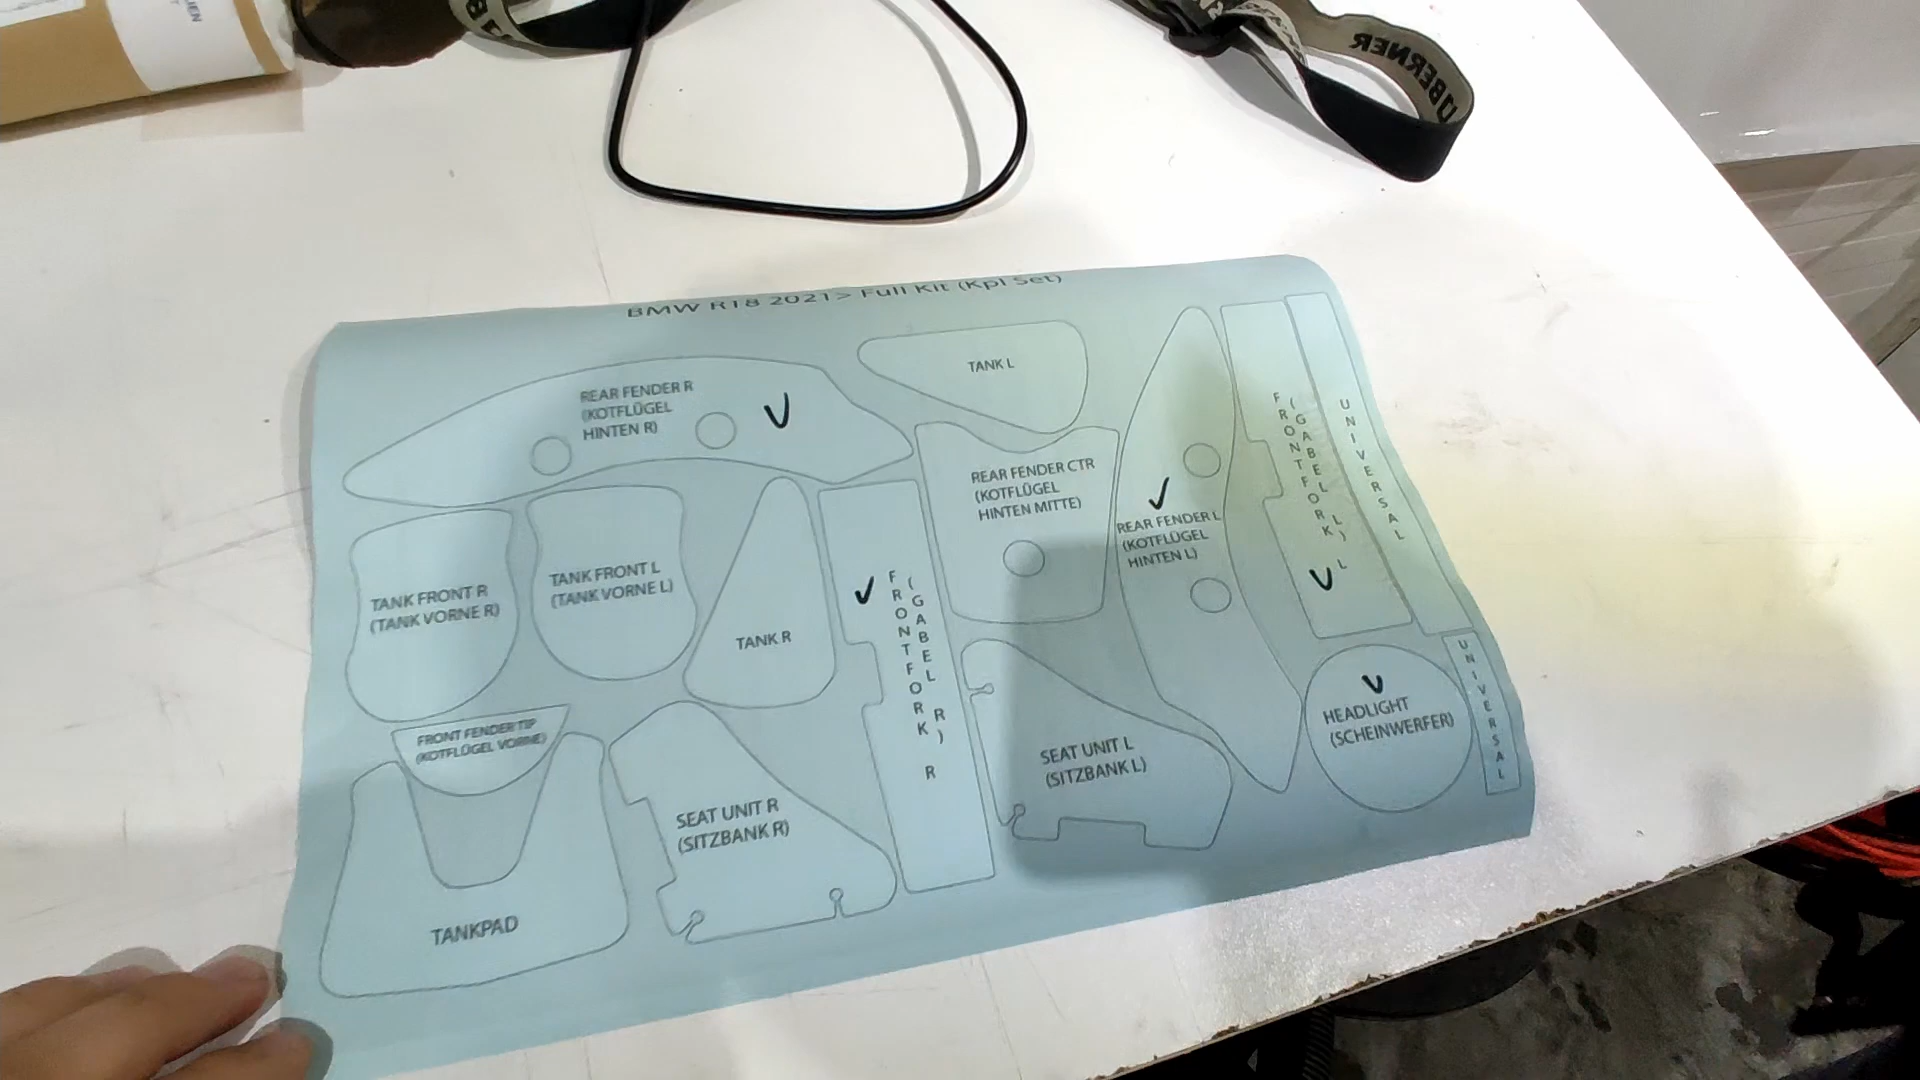 BMW R18 2021> Full Kit (Kpl Set)
REAR FENDER R
(KOTFLÜGEL
HINTEN R)
TANK L
REAR FENDER CTR
(KOTFLÜGEL
HINTEN MITTE)
REAR FENDER L
(KOTFLÜGEL
HINTEN L)
FRONTFORK L
(GABEL L)
UNIVERSAL
TANK FRONT R
(TANK VORNE R)
TANK FRONT L
(TANK VORNE L)
TANK R
FRONTFORK R
(GABEL R)
FRONT FENDER TIP
(KOTFLÜGEL VORNE)
SEAT UNIT R
(SITZBANK R)
SEAT UNIT L
(SITZBANK L)
HEADLIGHT
(SCHEINWERFER)
UNIVERSAL
TANKPAD
BERNER